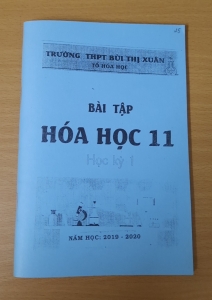 TRƯỜNG THPT BÙI THỊ XUÂN
TỔ HÓA HỌC
BÀI TẬP
HÓA HỌC 11
Học kỳ 1
NĂM HỌC: 2019 - 2020